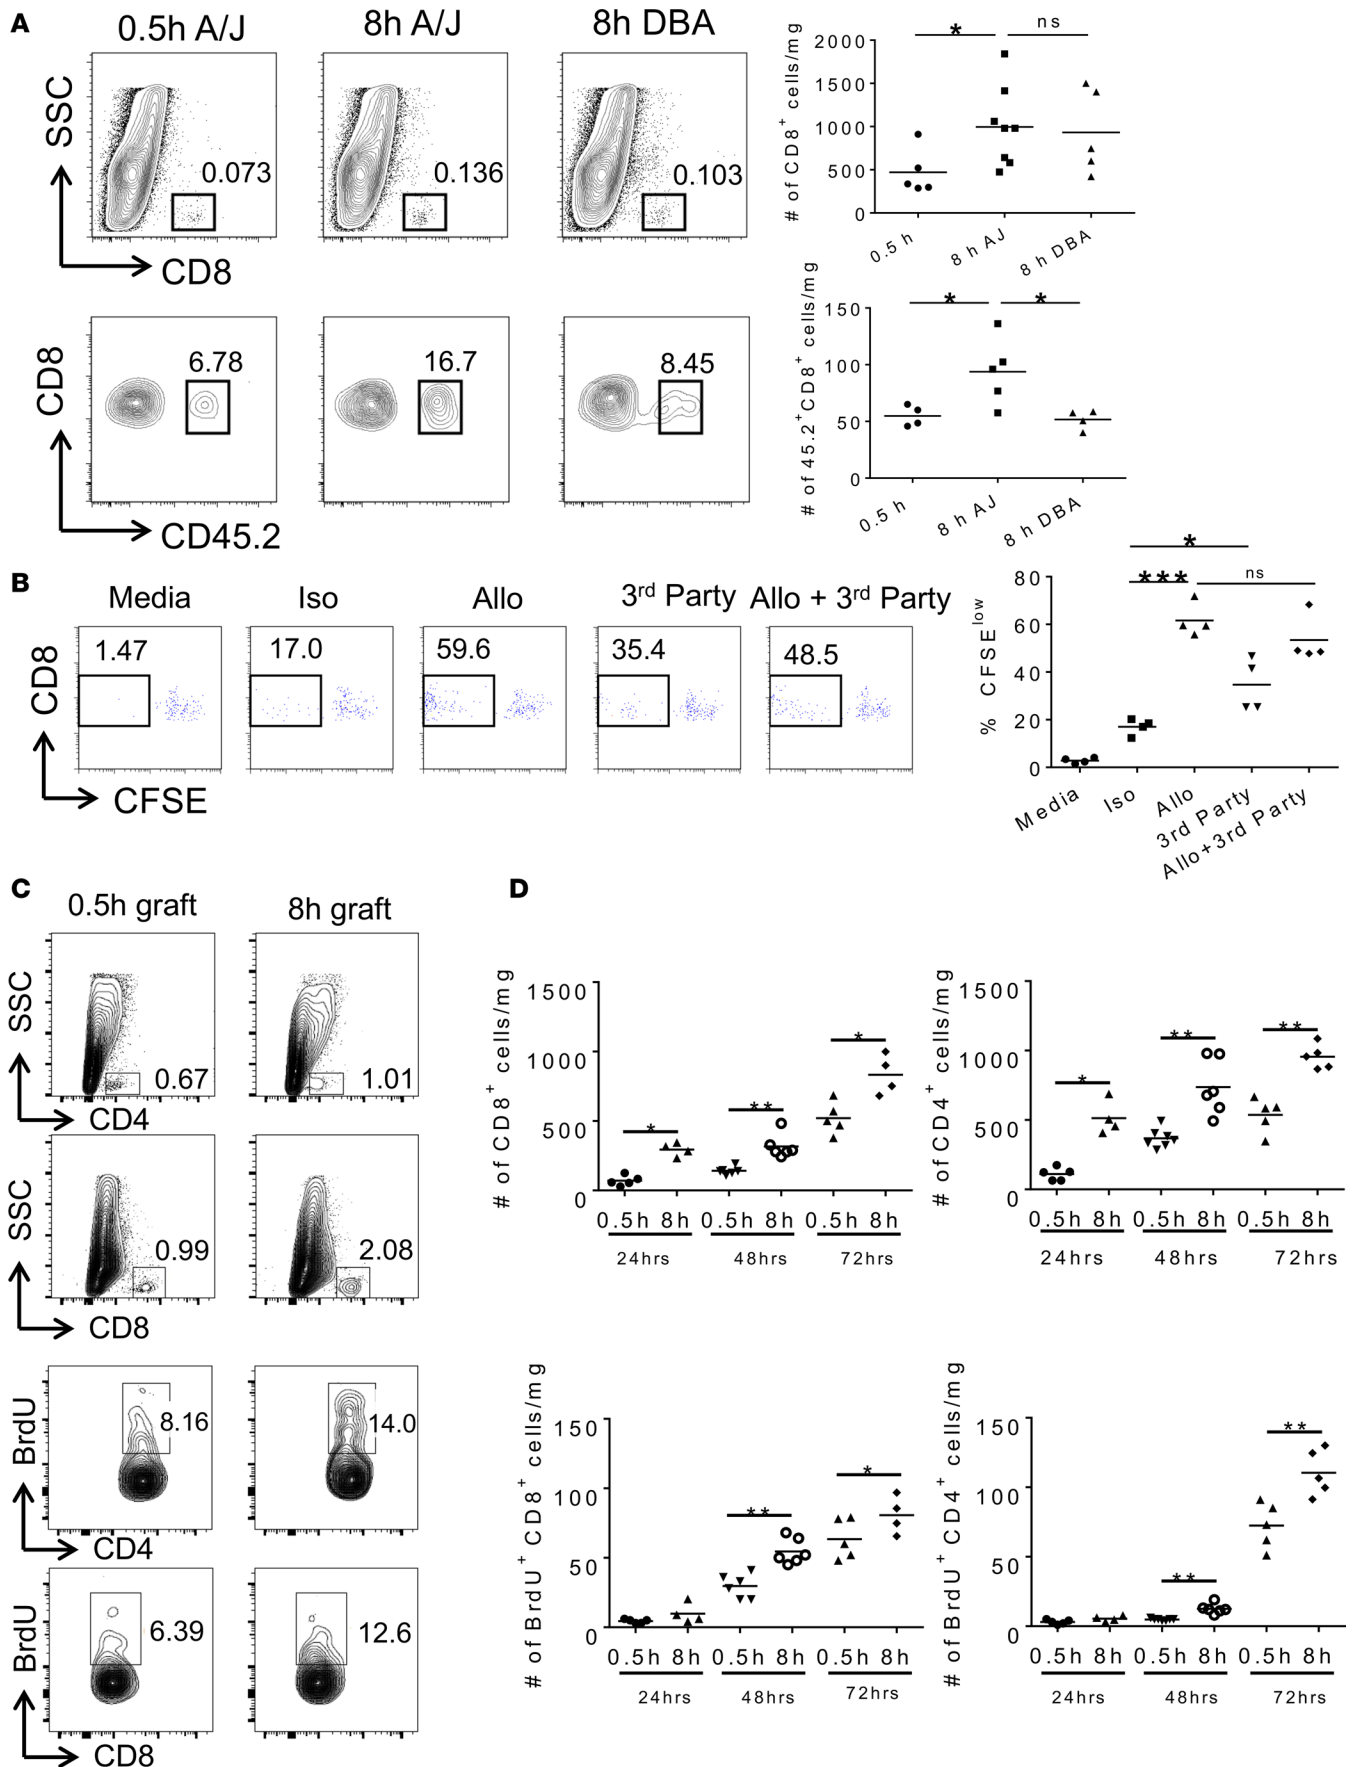 A
0.5h A/J
8h A/J
8h DBA
SSC
0.073
0.136
0.103
CD8
# of CD8+ cells/mg
2000
1500
1000
500
0
*
ns
0.5 h
8 h AJ
8 h DBA
CD8
6.78
16.7
8.45
CD45.2
# of 45.2+CD8+ cells/mg
150
100
50
0
*
*
0.5 h
8 h AJ
8 h DBA
B
Media
Iso
Allo
3rd Party
Allo + 3rd Party
CD8
1.47
17.0
59.6
35.4
48.5
CFSE
% CFSElow
80
60
40
20
0
*
***
ns
Media
Iso
Allo
3rd Party
Allo+3rd Party
C
0.5h graft
8h graft
SSC
0.67
1.01
CD4
SSC
0.99
2.08
CD8
BrdU
8.16
14.0
CD4
BrdU
6.39
12.6
CD8
D
# of CD8+ cells/mg
1500
1000
500
0
*
**
*
0.5h 8h 0.5h 8h 0.5h 8h
24hrs 48hrs 72hrs
# of CD4+ cells/mg
1500
1000
500
0
*
**
**
0.5h 8h 0.5h 8h 0.5h 8h
24hrs 48hrs 72hrs
# of BrdU+ CD8+ cells/mg
150
100
50
0
**
*
0.5h 8h 0.5h 8h 0.5h 8h
24hrs 48hrs 72hrs
# of BrdU+ CD4+ cells/mg
150
100
50
0
**
**
0.5h 8h 0.5h 8h 0.5h 8h
24hrs 48hrs 72hrs